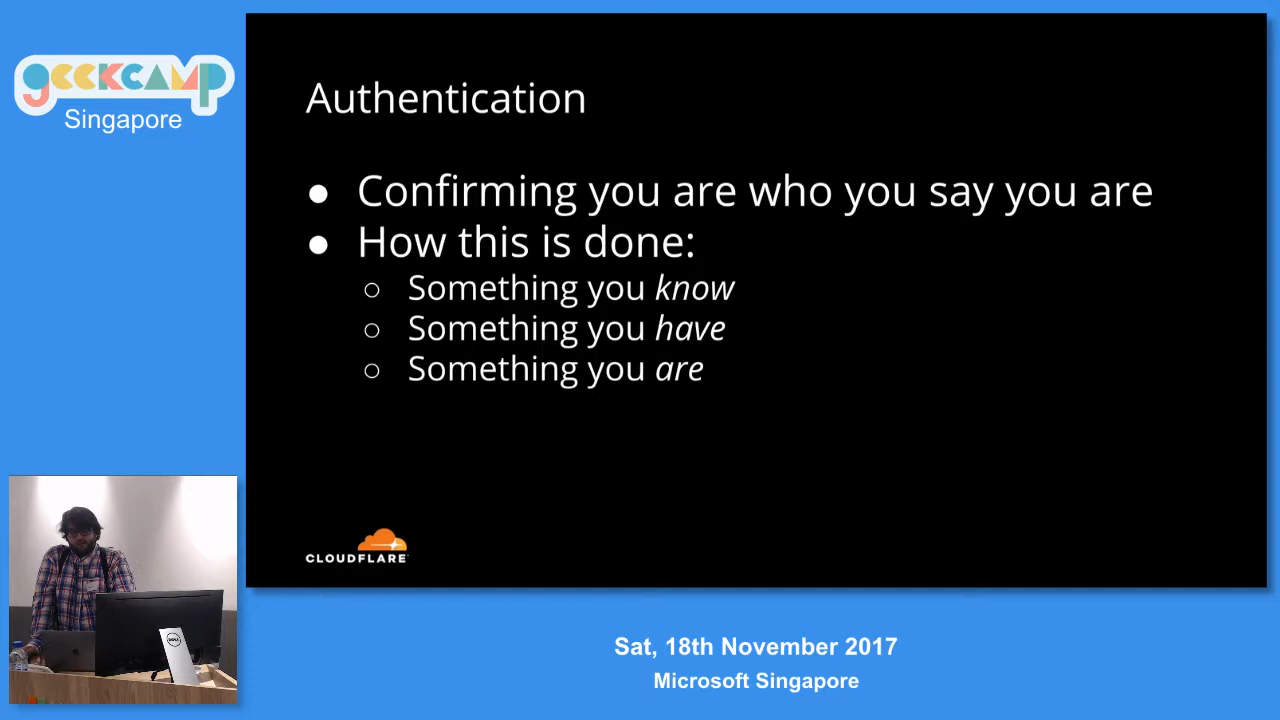 geekcamp
Singapore
Authentication
● Confirming you are who you say you are
● How this is done:
○ Something you know
○ Something you have
○ Something you are
CLOUDFLARE
DELL
Sat, 18th November 2017
Microsoft Singapore